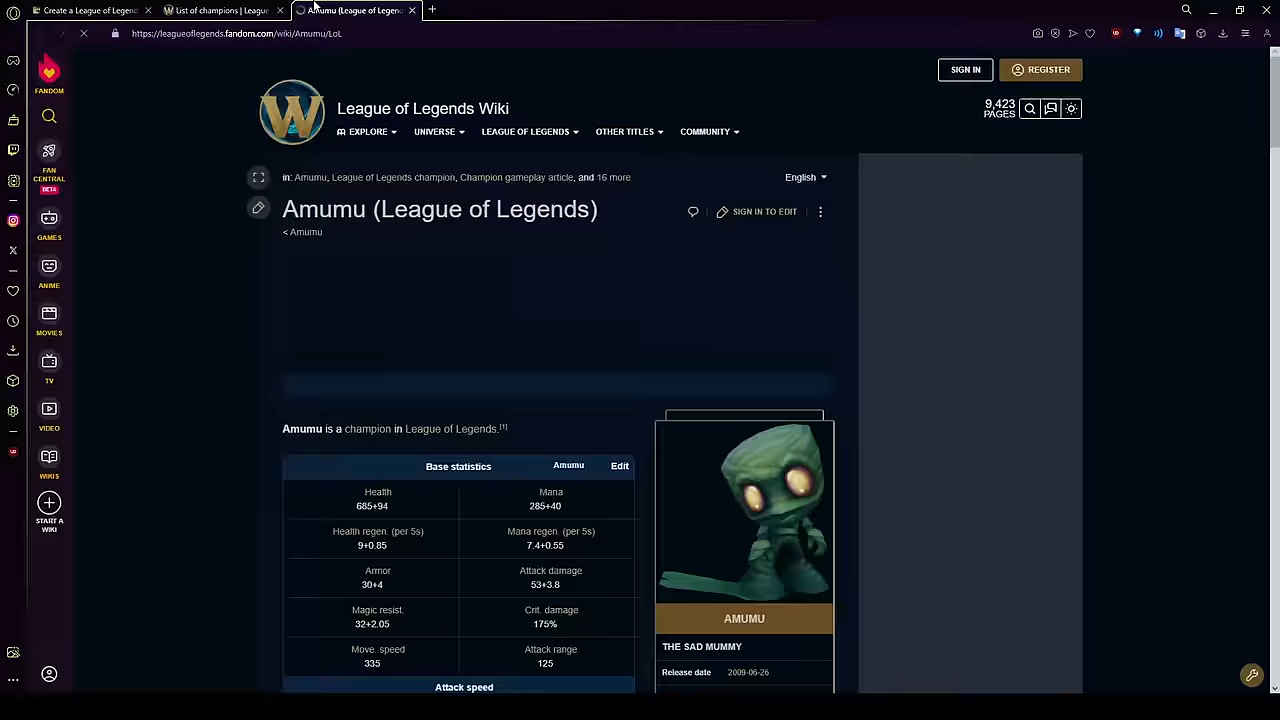 Create a League of Legend
List of champions | League
Amumu (League of Legend
https://leagueoflegends.fandom.com/wiki/Amumu/LoL
FANDOM
FAN CENTRAL
BETA
GAMES
ANIME
MOVIES
TV
VIDEO
WIKIS
START A WIKI
SIGN IN
REGISTER
League of Legends Wiki
9,423 PAGES
EXPLORE
UNIVERSE
LEAGUE OF LEGENDS
OTHER TITLES
COMMUNITY
in: Amumu, League of Legends champion, Champion gameplay article, and 16 more
English
Amumu (League of Legends)
SIGN IN TO EDIT
< Amumu
Amumu is a champion in League of Legends.[1]
Base statistics Amumu Edit
Health Mana
685+94 285+40
Health regen. (per 5s) Mana regen. (per 5s)
9+0.85 7.4+0.55
Armor Attack damage
30+4 53+3.8
Magic resist. Crit. damage
32+2.05 175%
Move. speed Attack range
335 125
Attack speed
AMUMU
THE SAD MUMMY
Release date 2009-06-26